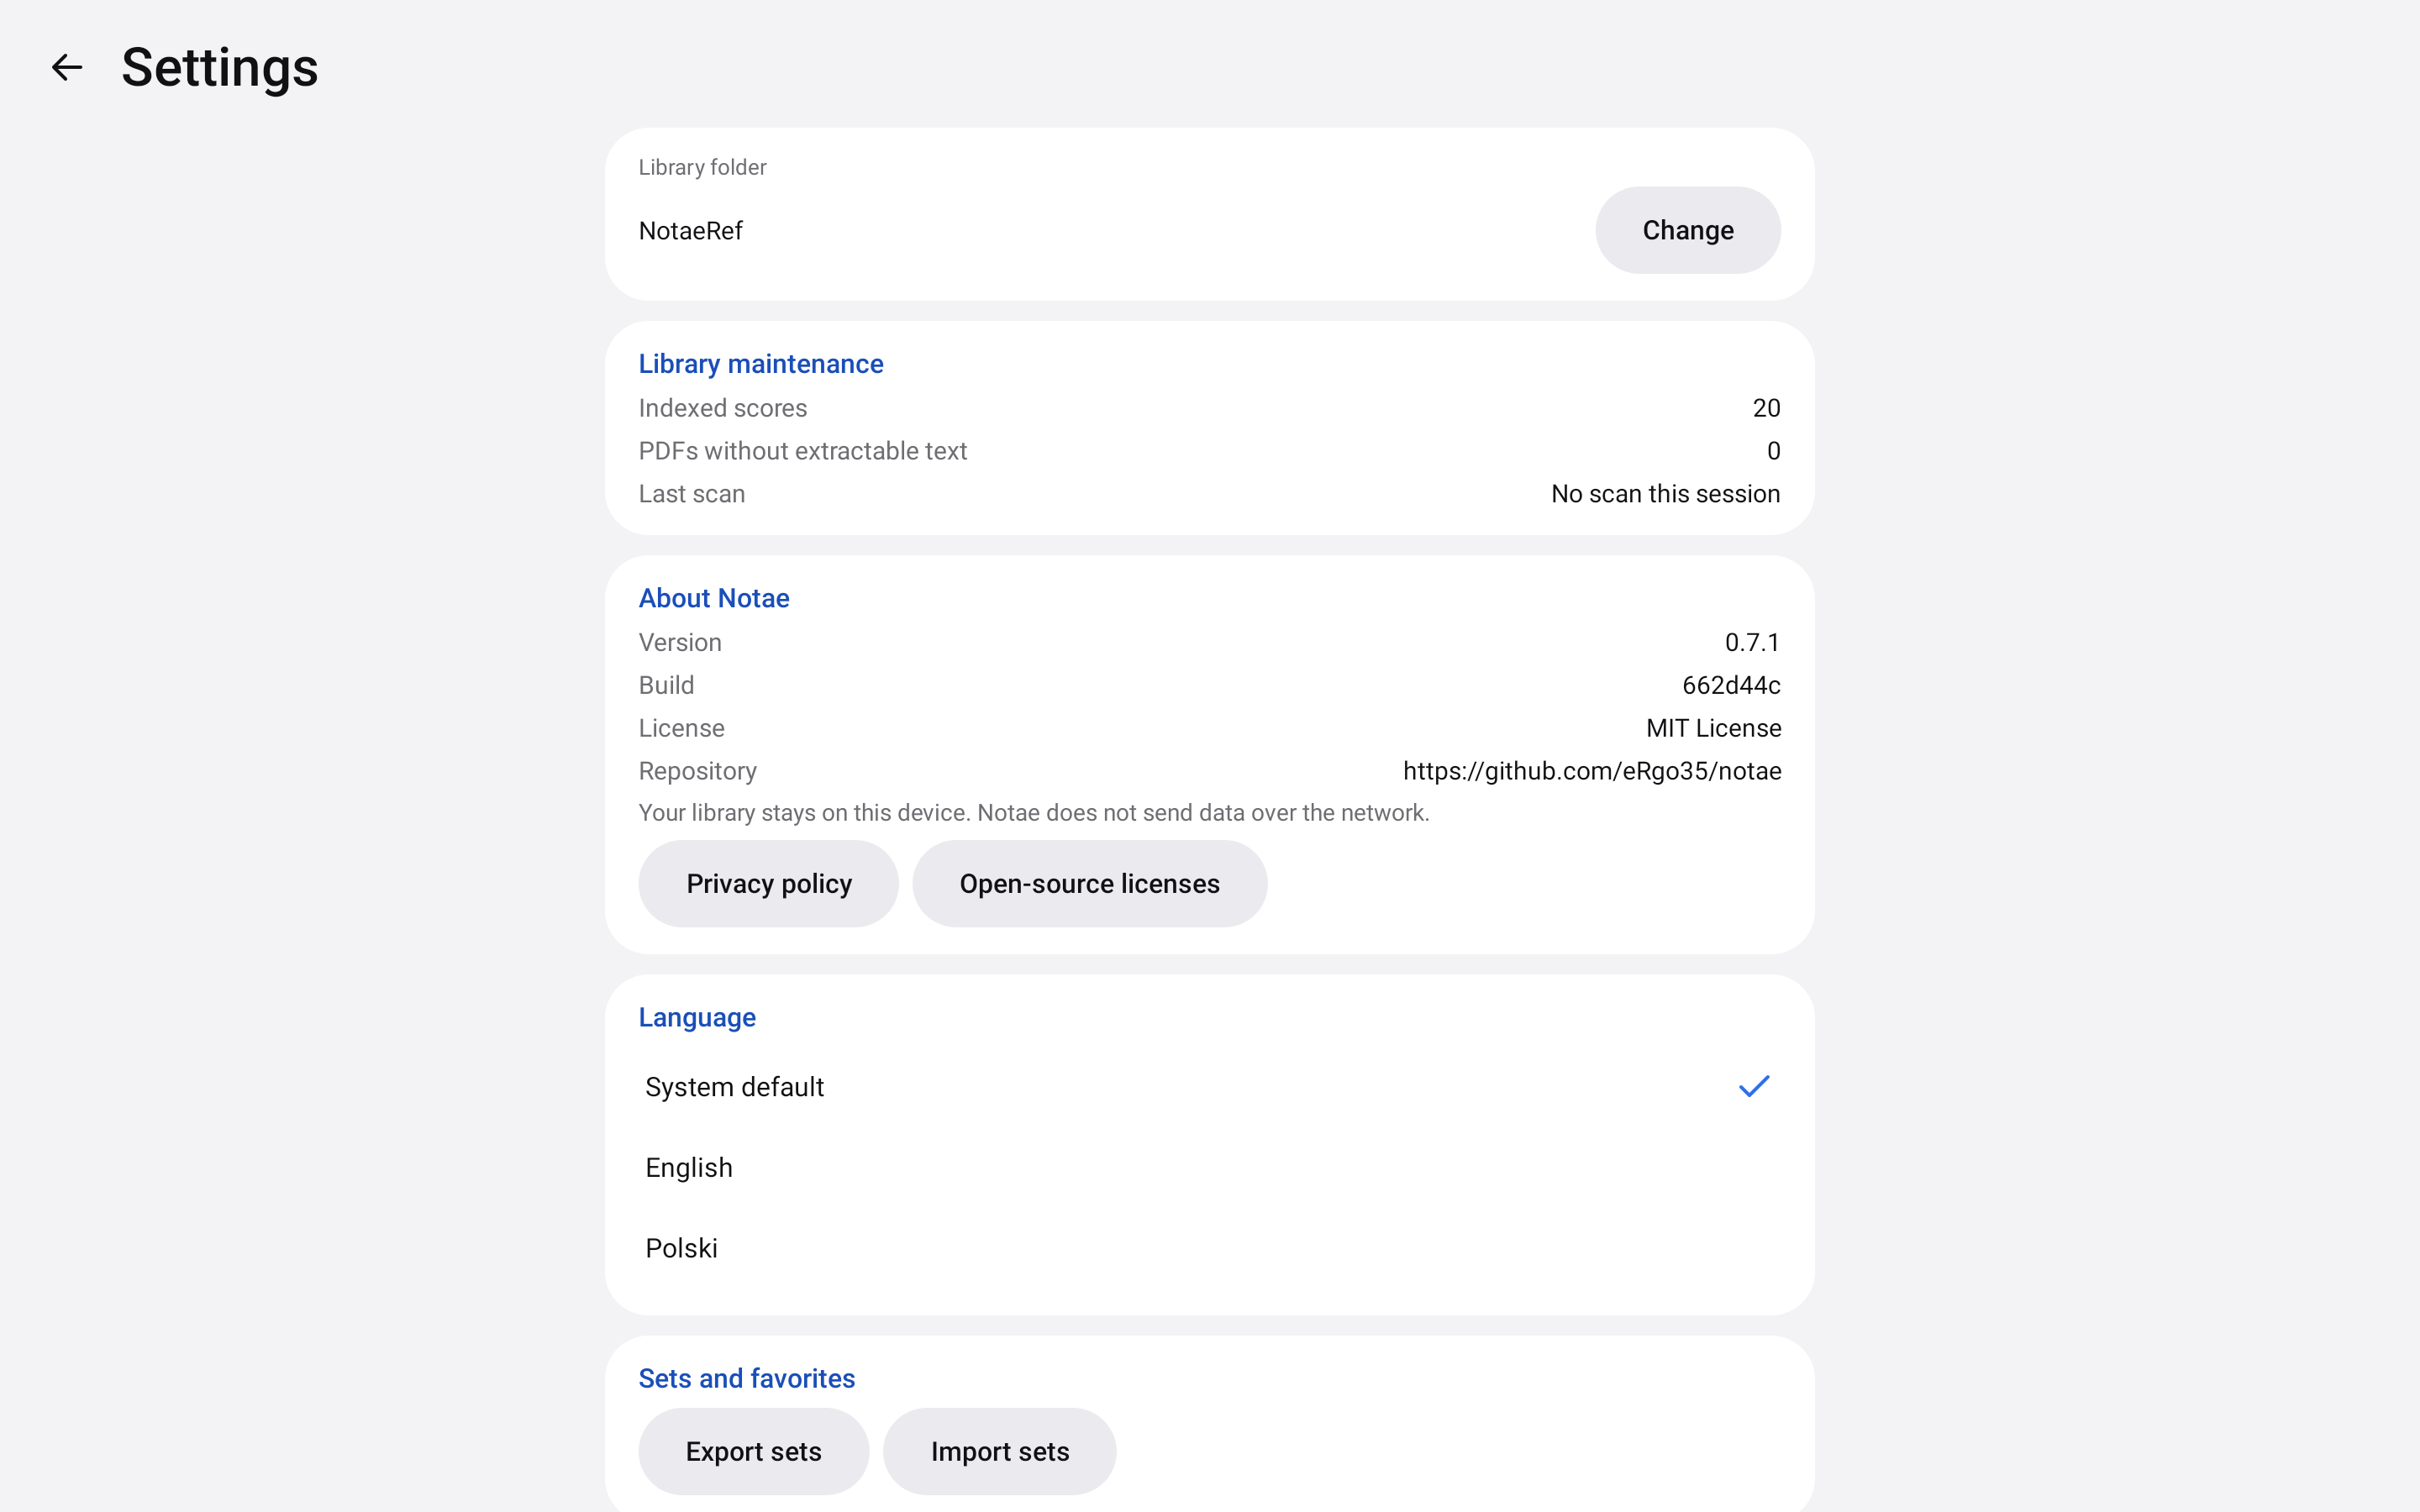 Settings
Library folder
NotaeRef
Change
Library maintenance
Indexed scores 20
PDFs without extractable text 0
Last scan No scan this session
About Notae
Version 0.7.1
Build 662d44c
License MIT License
Repository https://github.com/eRgo35/notae
Your library stays on this device. Notae does not send data over the network.
Privacy policy Open-source licenses
Language
System default
English
Polski
Sets and favorites
Export sets Import sets